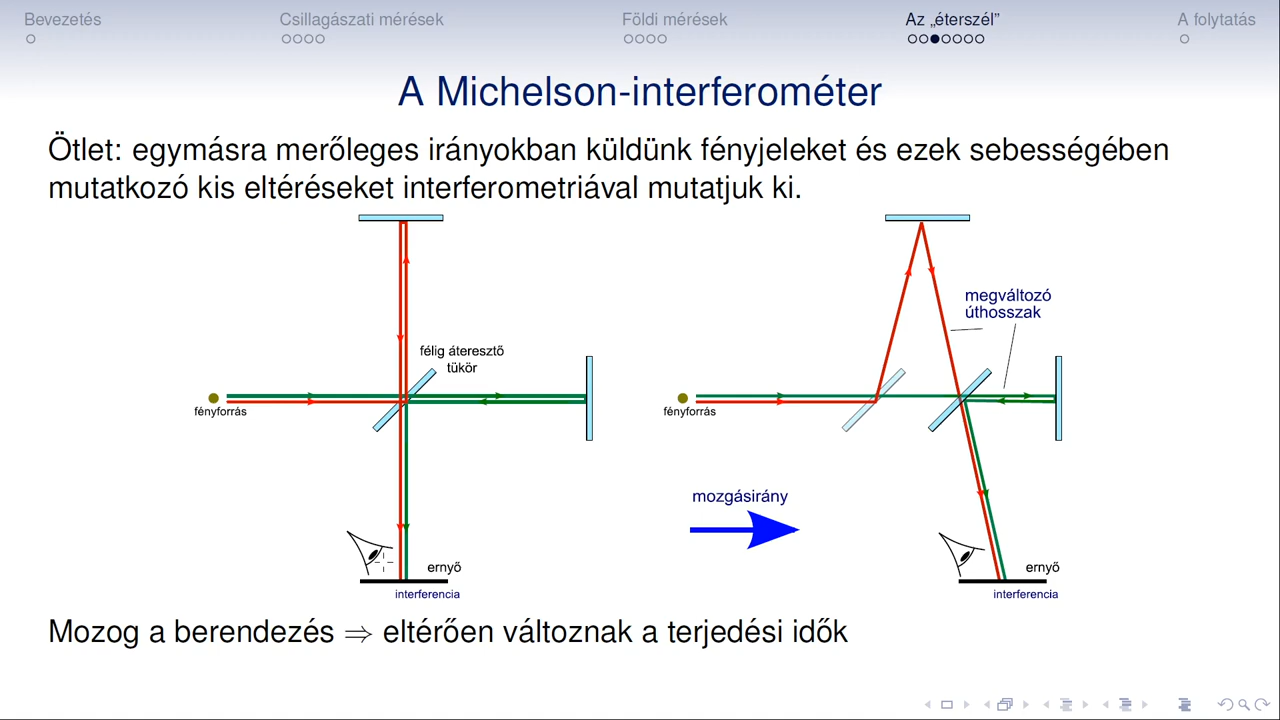 Bevezetés
Csillagászati mérések
Földi mérések
Az „éterszél”
A folytatás
A Michelson-interferométer
Ötlet: egymásra merőleges irányokban küldünk fényjeleket és ezek sebességében
mutatkozó kis eltéréseket interferometriával mutatjuk ki.
félig áteresztő
tükör
fényforrás
ernyő
interferencia
megváltozó
úthosszak
fényforrás
mozgásirány
ernyő
interferencia
Mozog a berendezés ⇒ eltérően változnak a terjedési idők